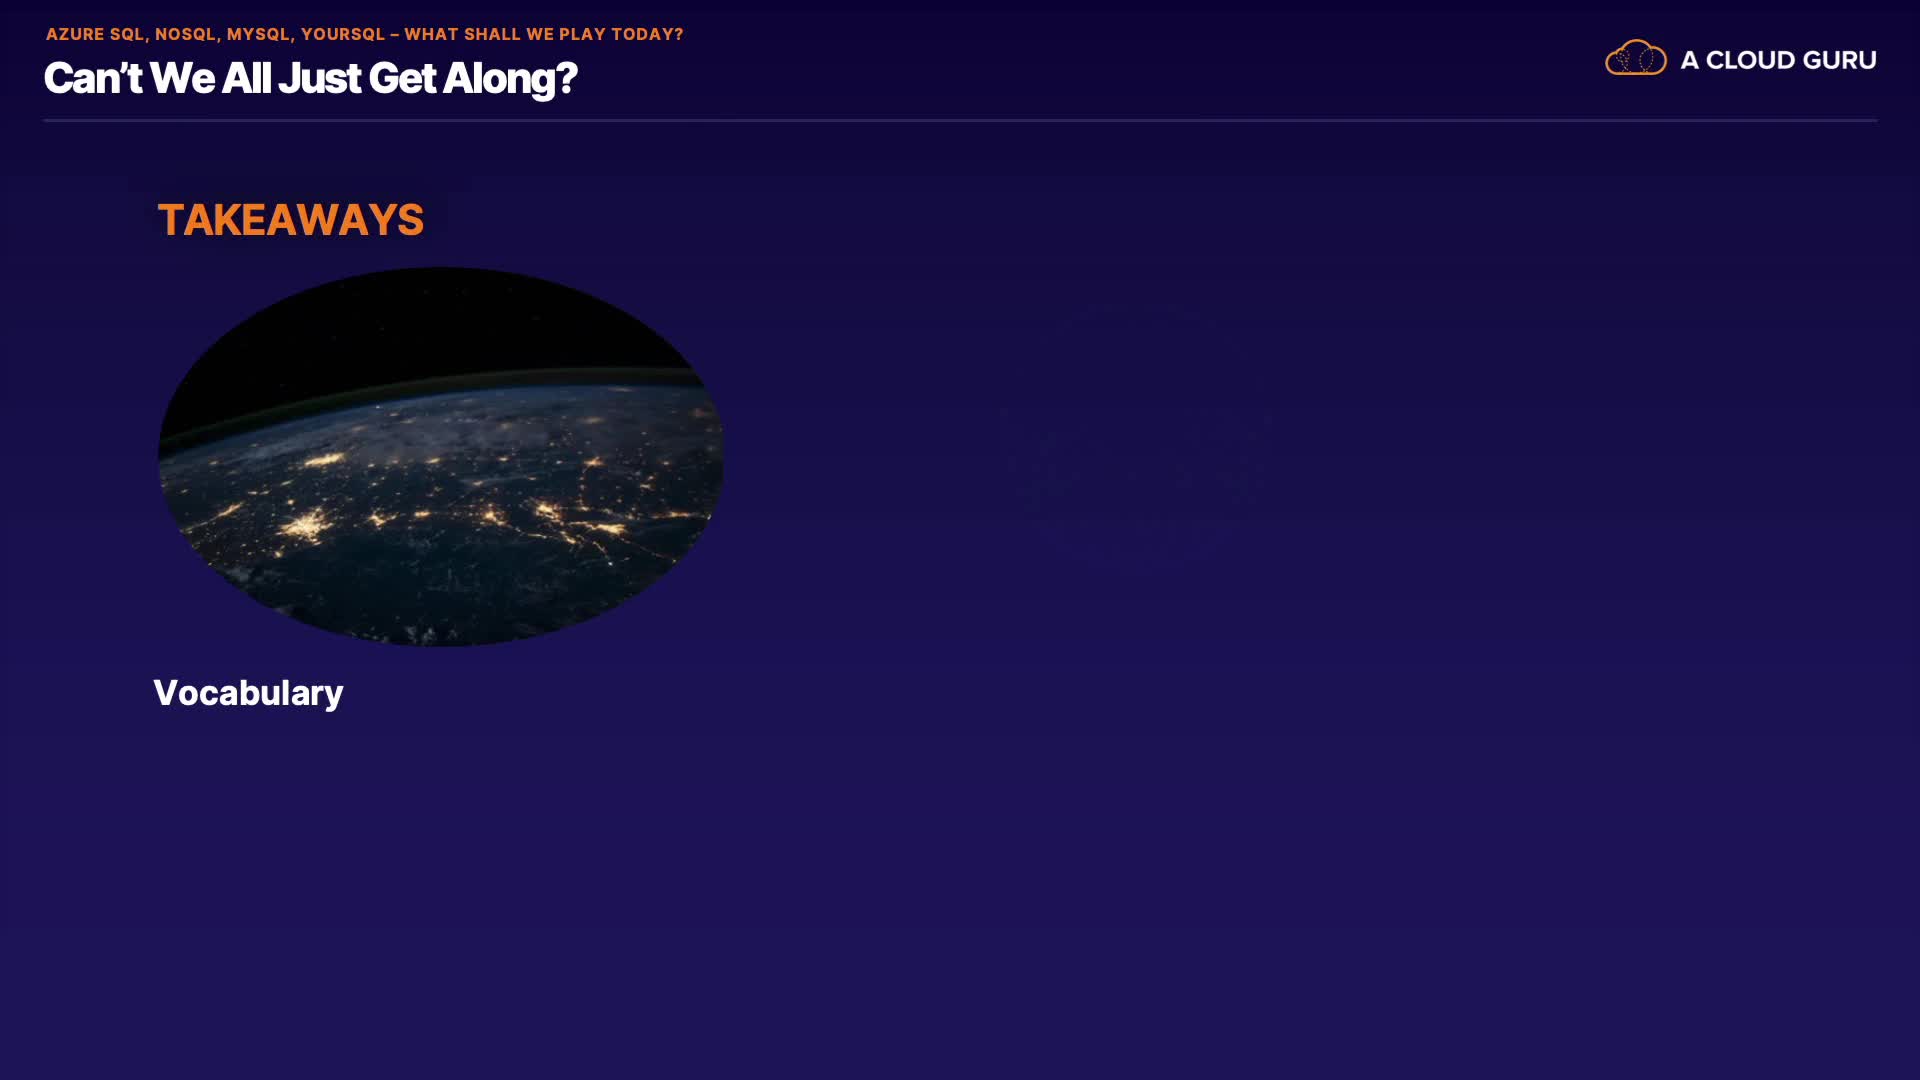 AZURE SQL, NOSQL, MYSQL, YOURSQL – WHAT SHALL WE PLAY TODAY?
Can’t We All Just Get Along?
A CLOUD GURU
TAKEAWAYS
Vocabulary